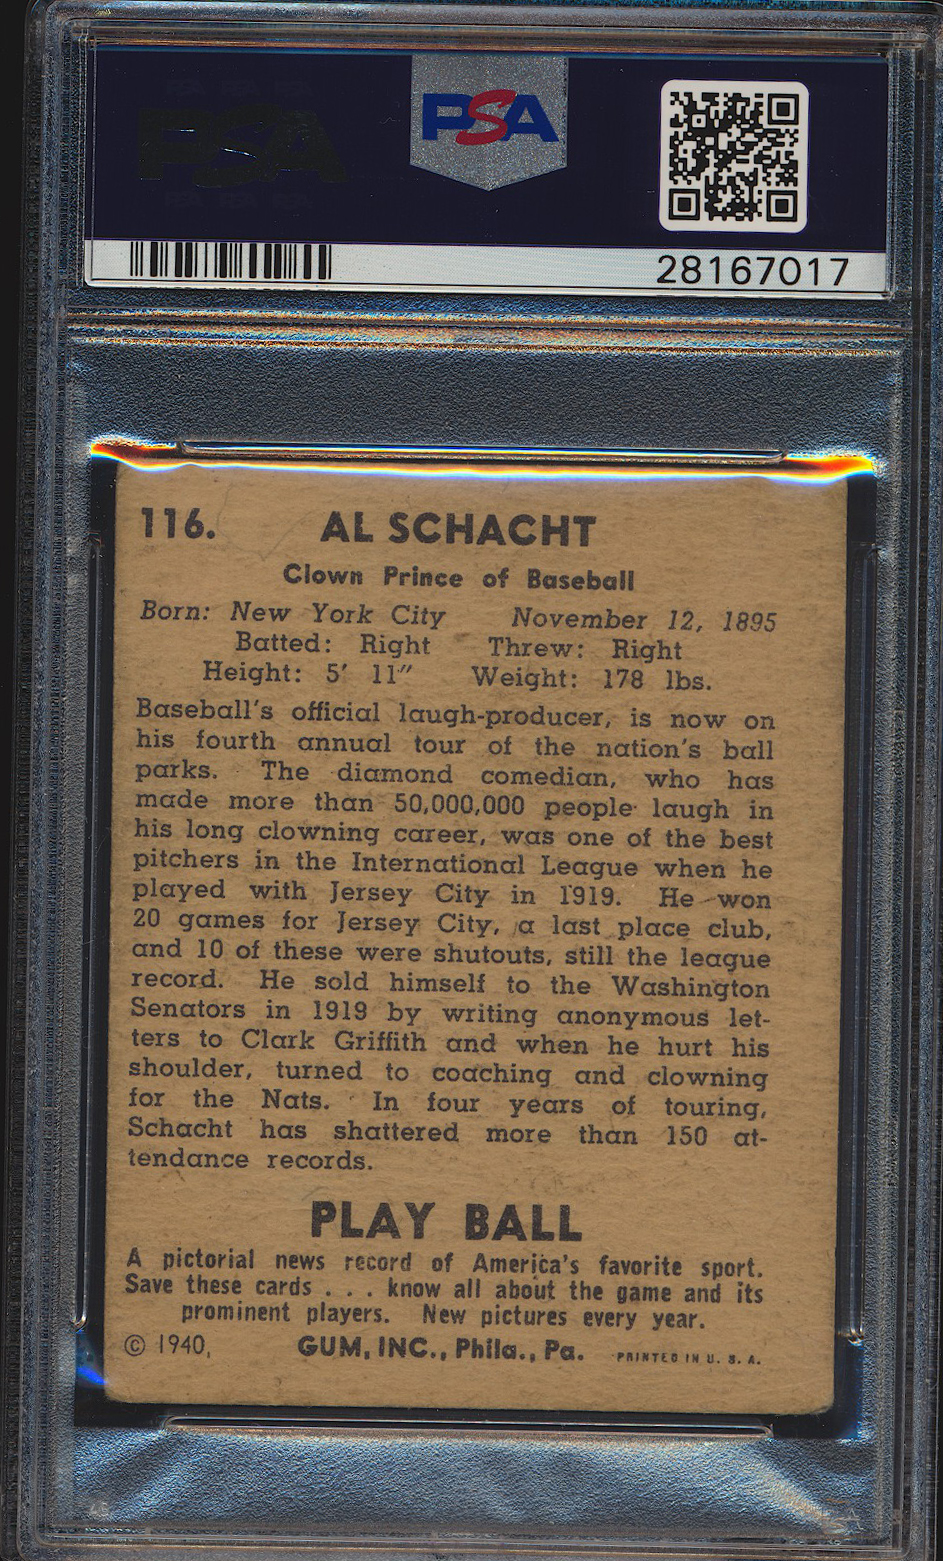 PSA
28167017
116. AL SCHACHT
Clown Prince of Baseball
Born: New York City November 12, 1895
Batted: Right Threw: Right
Height: 5' 11" Weight: 178 lbs.
Baseball's official laugh-producer, is now on
his fourth annual tour of the nation's ball
parks. The diamond comedian, who has
made more than 50,000,000 people laugh in
his long clowning career, was one of the best
pitchers in the International League when he
played with Jersey City in 1919. He won
20 games for Jersey City, a last place club,
and 10 of these were shutouts, still the league
record. He sold himself to the Washington
Senators in 1919 by writing anonymous let-
ters to Clark Griffith and when he hurt his
shoulder, turned to coaching and clowning
for the Nats. In four years of touring,
Schacht has shattered more than 150 at-
tendance records.
PLAY BALL
A pictorial news record of America's favorite sport.
Save these cards . . . know all about the game and its
prominent players. New pictures every year.
© 1940, GUM, INC., Phila., Pa. PRINTED IN U. S. A.